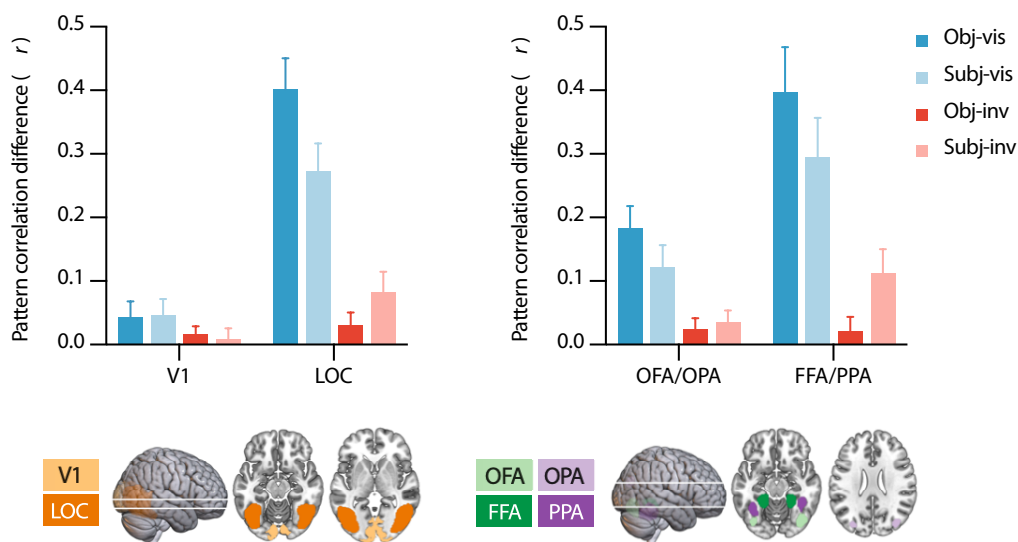 Pattern correlation difference ( r)
0.5
0.4
0.3
0.2
0.1
0.0
V1
LOC
Pattern correlation difference ( r)
0.5
0.4
0.3
0.2
0.1
0.0
OFA/OPA
FFA/PPA
Obj-vis
Subj-vis
Obj-inv
Subj-inv
V1
LOC
OFA OPA
FFA PPA